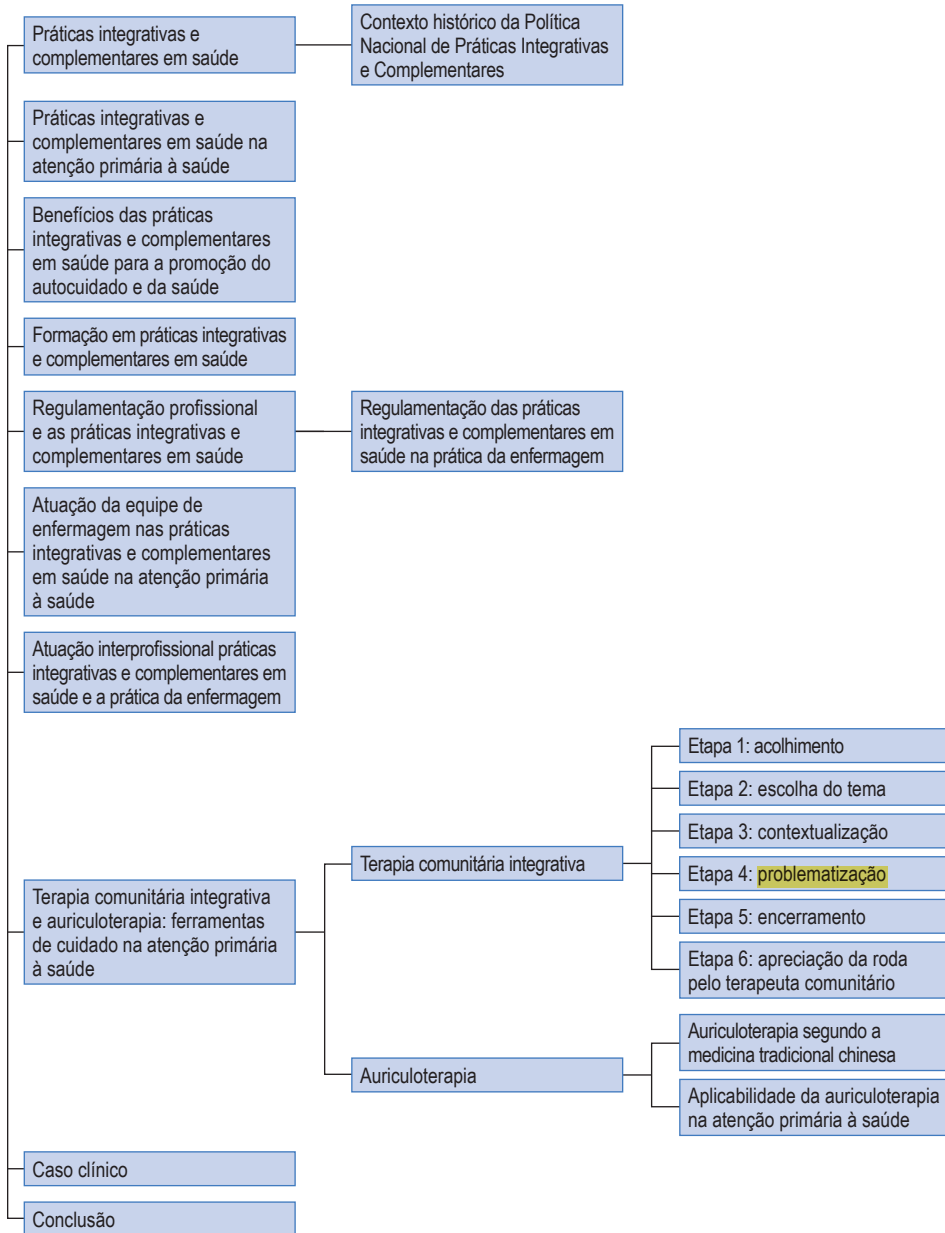 Práticas integrativas e
complementares em saúde
Contexto histórico da Política
Nacional de Práticas Integrativas
e Complementares
Práticas integrativas e
complementares em saúde na
atenção primária à saúde
Benefícios das práticas
integrativas e complementares
em saúde para a promoção do
autocuidado e da saúde
Formação em práticas integrativas
e complementares em saúde
Regulamentação profissional
e as práticas integrativas e
complementares em saúde
Regulamentação das práticas
integrativas e complementares em
saúde na prática da enfermagem
Atuação da equipe de
enfermagem nas práticas
integrativas e complementares
em saúde na atenção primária
à saúde
Atuação interprofissional práticas
integrativas e complementares em
saúde e a prática da enfermagem
Terapia comunitária integrativa
e auriculoterapia: ferramentas
de cuidado na atenção primária
à saúde
Terapia comunitária integrativa
Etapa 1: acolhimento
Etapa 2: escolha do tema
Etapa 3: contextualização
Etapa 4: problematização
Etapa 5: encerramento
Etapa 6: apreciação da roda
pelo terapeuta comunitário
Auriculoterapia
Auriculoterapia segundo a
medicina tradicional chinesa
Aplicabilidade da auriculoterapia
na atenção primária à saúde
Caso clínico
Conclusão